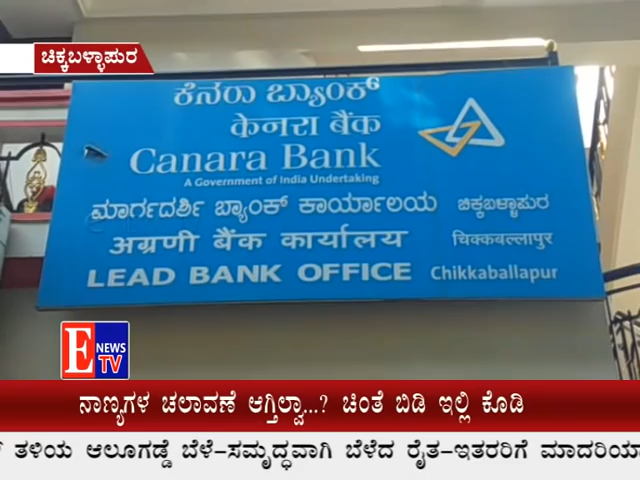 ಚಿಕ್ಕಬಳ್ಳಾಪುರ
ಕೆನರಾ ಬ್ಯಾಂಕ್
केनरा बैंक
Canara Bank
A Government of India Undertaking
ಮಾರ್ಗದರ್ಶಿ ಬ್ಯಾಂಕ್ ಕಾರ್ಯಾಲಯ ಚಿಕ್ಕಬಳ್ಳಾಪುರ
अग्रणी बैंक कार्यालय चिक्कबल्लापुर
LEAD BANK OFFICE Chikkaballapur
E NEWS TV
ನಾಣ್ಯಗಳ ಚಲಾವಣೆ ಆಗ್ತಿಲ್ವಾ...? ಚಿಂತೆ ಬಿಡಿ ಇಲ್ಲಿ ಕೊಡಿ
ತಳಿಯ ಆಲೂಗಡ್ಡೆ ಬೆಳೆ-ಸಮೃದ್ಧವಾಗಿ ಬೆಳೆದ ರೈತ-ಇತರರಿಗೆ